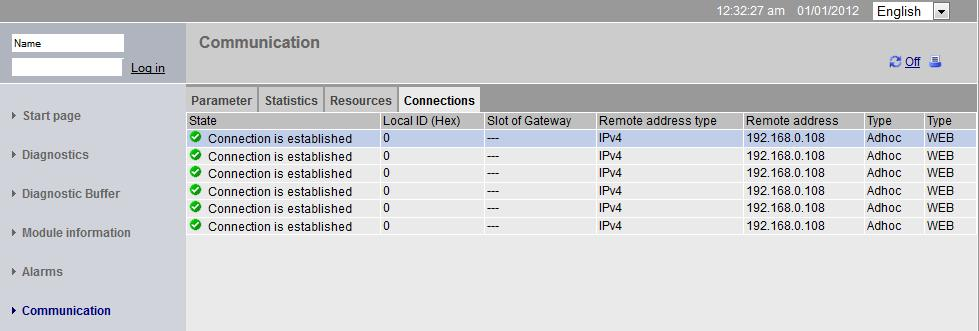 12:32:27 am 01/01/2012 English
Name
Log in
Communication
Off
Start page
Diagnostics
Diagnostic Buffer
Module information
Alarms
Communication
Parameter Statistics Resources Connections
State Local ID (Hex) Slot of Gateway Remote address type Remote address Type Type
Connection is established 0 --- IPv4 192.168.0.108 Adhoc WEB
Connection is established 0 --- IPv4 192.168.0.108 Adhoc WEB
Connection is established 0 --- IPv4 192.168.0.108 Adhoc WEB
Connection is established 0 --- IPv4 192.168.0.108 Adhoc WEB
Connection is established 0 --- IPv4 192.168.0.108 Adhoc WEB
Connection is established 0 --- IPv4 192.168.0.108 Adhoc WEB